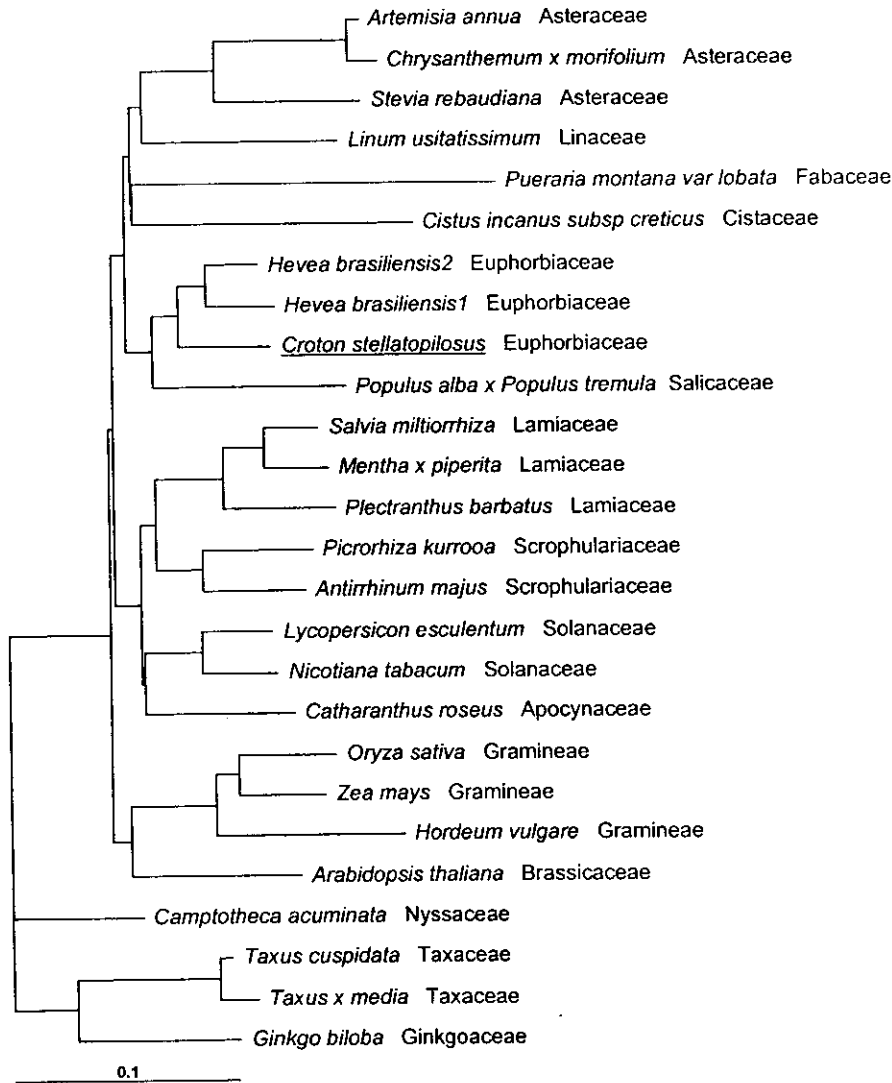 Artemisia annua Asteraceae
Chrysanthemum x morifolium Asteraceae
Stevia rebaudiana Asteraceae
Linum usitatissimum Linaceae
Pueraria montana var lobata Fabaceae
Cistus incanus subsp creticus Cistaceae
Hevea brasiliensis2 Euphorbiaceae
Hevea brasiliensis1 Euphorbiaceae
Croton stellatopilosus Euphorbiaceae
Populus alba x Populus tremula Salicaceae
Salvia miltiorrhiza Lamiaceae
Mentha x piperita Lamiaceae
Plectranthus barbatus Lamiaceae
Picrorhiza kurrooa Scrophulariaceae
Antirrhinum majus Scrophulariaceae
Lycopersicon esculentum Solanaceae
Nicotiana tabacum Solanaceae
Catharanthus roseus Apocynaceae
Oryza sativa Gramineae
Zea mays Gramineae
Hordeum vulgare Gramineae
Arabidopsis thaliana Brassicaceae
Camptotheca acuminata Nyssaceae
Taxus cuspidata Taxaceae
Taxus x media Taxaceae
Ginkgo biloba Ginkgoaceae
0.1